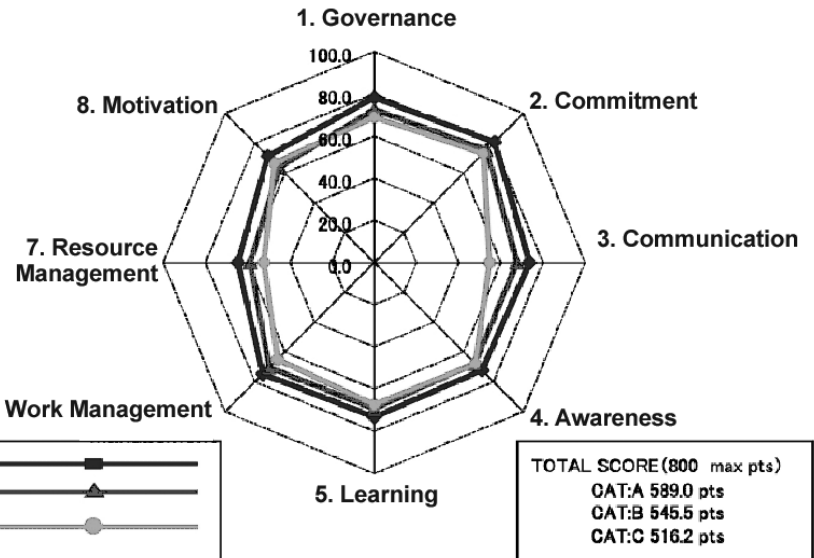 1. Governance
100.0
8. Motivation
80.0
2. Commitment
60.0
40.0
20.0
7. Resource
Management
0.0
3. Communication
Work Management
4. Awareness
5. Learning
TOTAL SCORE(800 max pts)
CAT:A 589.0 pts
CAT:B 545.5 pts
CAT:C 516.2 pts